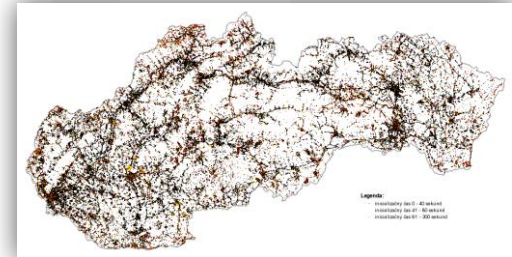 Legenda:
inicializačný čas 0 - 40 sekúnd
inicializačný čas 41 - 60 sekúnd
inicializačný čas 61 - 300 sekúnd